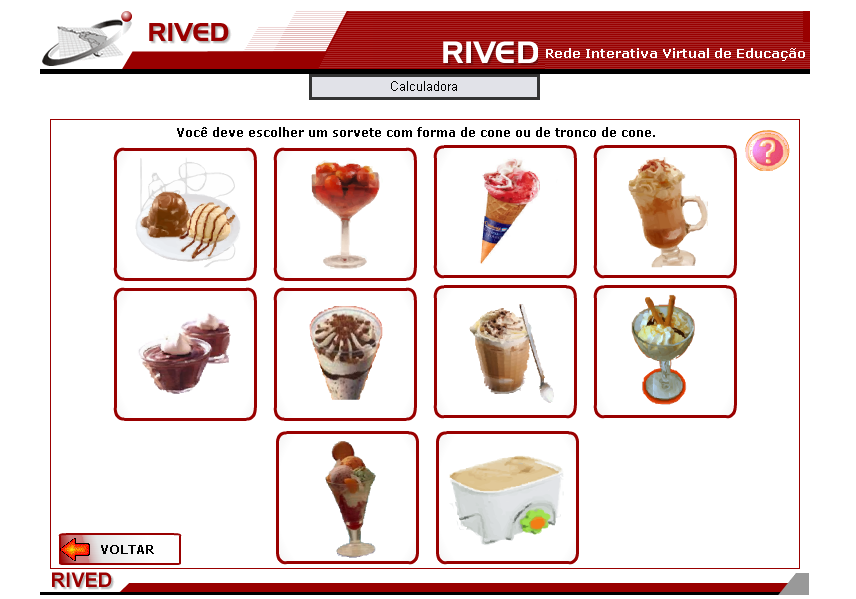 RIVED
RIVED Rede Interativa Virtual de Educação
Calculadora
Você deve escolher um sorvete com forma de cone ou de tronco de cone.
?
VOLTAR
RIVED